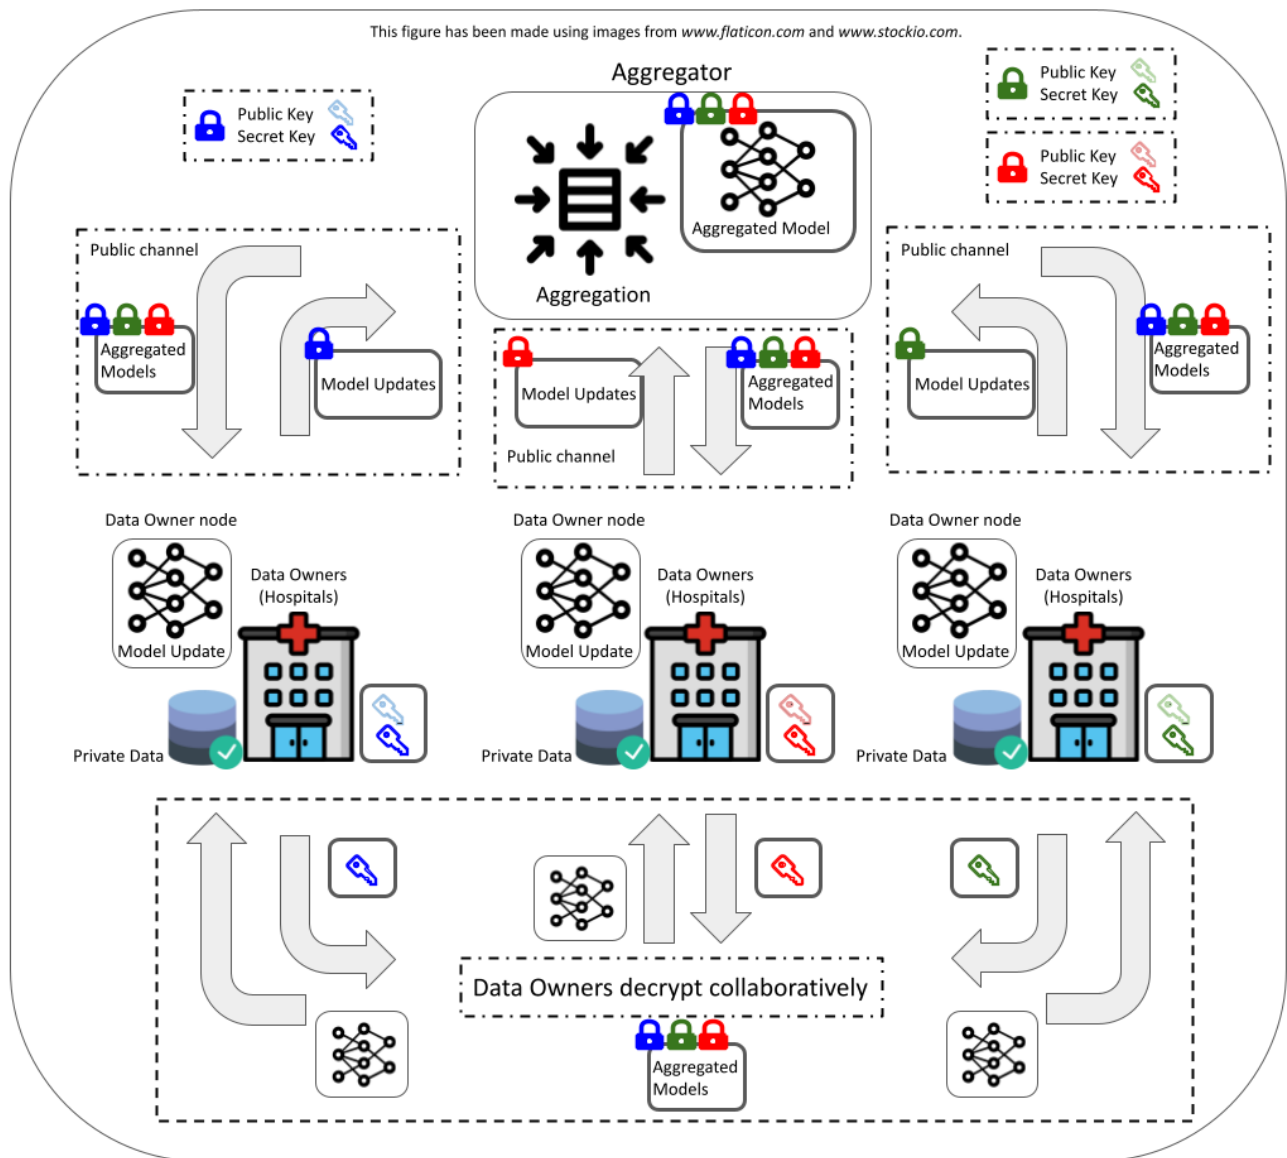 This figure has been made using images from www.flaticon.com and www.stockio.com.
Aggregator
Public Key
Secret Key
Public Key
Secret Key
Public Key
Secret Key
Aggregated Model
Aggregation
Public channel
Aggregated
Models
Model Updates
Model Updates
Aggregated
Models
Public channel
Public channel
Model Updates
Aggregated
Models
Data Owner node
Data Owners
(Hospitals)
Model Update
Private Data
Data Owner node
Data Owners
(Hospitals)
Model Update
Private Data
Data Owner node
Data Owners
(Hospitals)
Model Update
Private Data
Data Owners decrypt collaboratively
Aggregated
Models